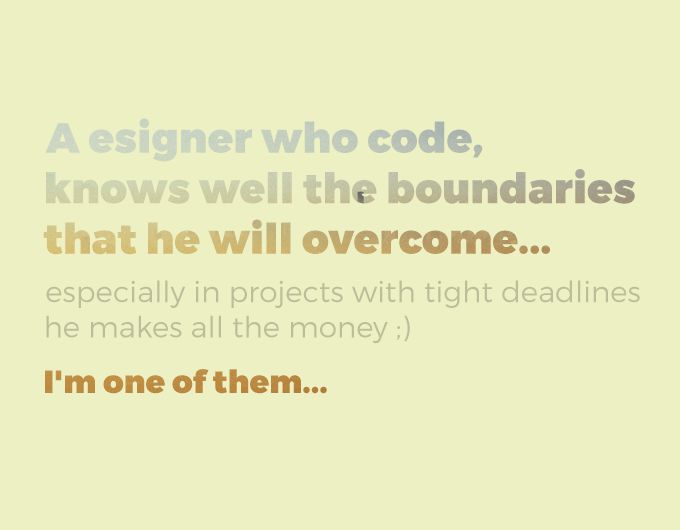 A esigner who code,
knows well the boundaries
that he will overcome...
especially in projects with tight deadlines
he makes all the money ;)
I'm one of them...